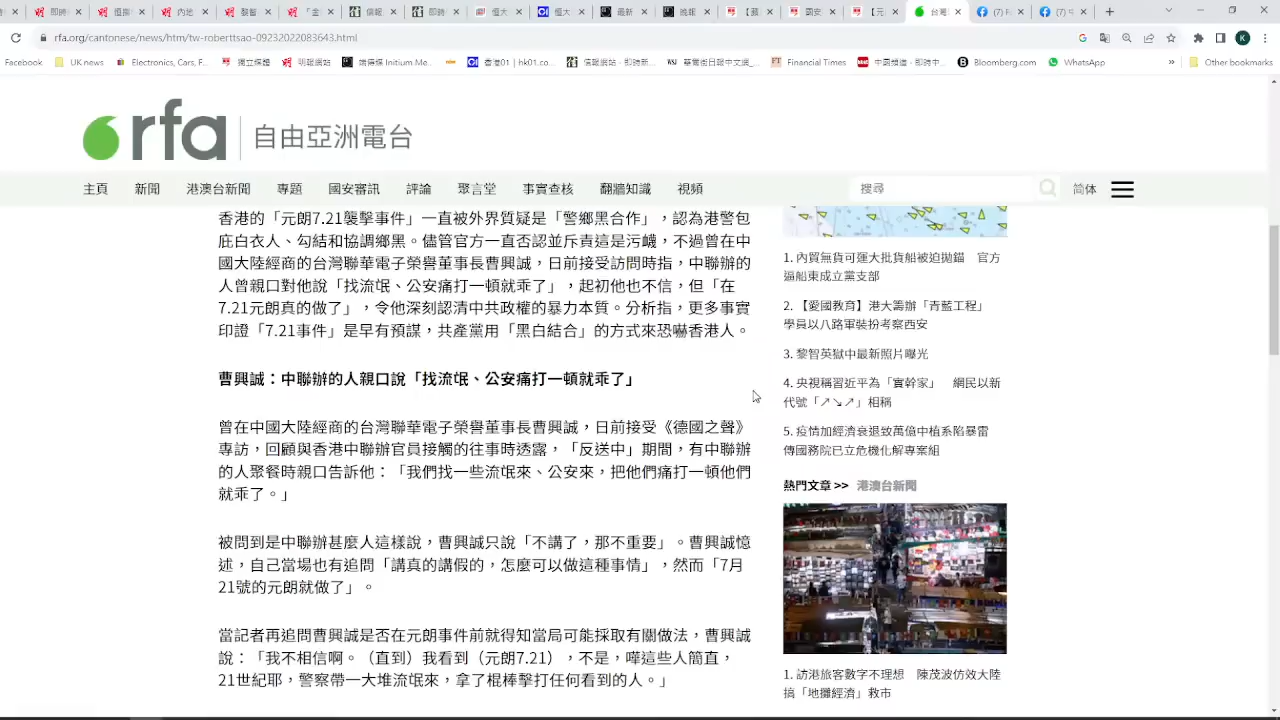 rfa.org/cantonese/news/htm/tw-roberttsao-09232022083643.html
K
Facebook
UK news
Electronics, Cars, F...
獨立媒體
明報網站
端傳媒 Initium Me...
香港01 | hk01.co...
信報網站 - 即時新...
Financial Times
Bloomberg.com
WhatsApp
»
Other bookmarks
rfa
自由亞洲電台
主頁
新聞
港澳台新聞
專題
國安審訊
評論
聚言堂
事實查核
翻牆知識
視頻
搜尋
简体
香港的「元朗7.21襲擊事件」一直被外界質疑是「警鄉黑合作」，認為港警包
庇白衣人、勾結和協調鄉黑。儘管官方一直否認並斥責這是污衊，不過曾在中
國大陸經商的台灣聯華電子榮譽董事長曹興誠，日前接受訪問時指，中聯辦的
人曾親口對他說「找流氓、公安痛打一頓就乖了」，起初他也不信，但「在
7.21元朗真的做了」，令他深刻認清中共政權的暴力本質。分析指，更多事實
印證「7.21事件」是早有預謀，共產黨用「黑白結合」的方式來恐嚇香港人。
曹興誠：中聯辦的人親口說「找流氓、公安痛打一頓就乖了」
曾在中國大陸經商的台灣聯華電子榮譽董事長曹興誠，日前接受《德國之聲》
專訪，回顧與香港中聯辦官員接觸的往事時透露，「反送中」期間，有中聯辦
的人聚餐時親口告訴他：「我們找一些流氓來、公安來，把他們痛打一頓他們
就乖了。」
被問到是中聯辦甚麼人這樣說，曹興誠只說「不講了，那不重要」。曹興誠憶
述，自己即場也有追問「講真的講假的，怎麼可以做這種事情」，然而「7月
21號的元朗就做了」。
當記者再追問曹興誠是否在元朗事件前就得知當局可能採取有關做法，曹興誠
說：「我不相信啊。（直到）我看到（元朗7.21），不是，嘩這些人簡直，
21世紀耶，警察帶一大堆流氓來，拿了棍棒擊打任何看到的人。」
1. 內貿無貨可運大批貨船被迫拋錨　官方
逼船東成立黨支部
2. 【愛國教育】港大籌辦「青藍工程」
學員以八路軍裝扮考察西安
3. 黎智英獄中最新照片曝光
4. 央視稱習近平為「實幹家」　網民以新
代號「↗↘↗」相稱
5. 疫情加經濟衰退致萬億中植系陷暴雷
傳國務院已立危機化解專案組
熱門文章 >> 港澳台新聞
1. 訪港旅客數字不理想　陳茂波仿效大陸
搞「地攤經濟」救市